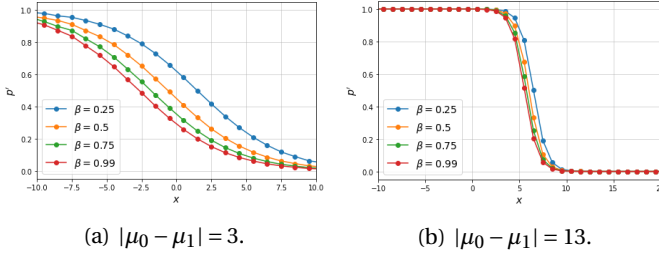 1.0
0.8
0.6
0.4
0.2
0.0
p'
β = 0.25
β = 0.5
β = 0.75
β = 0.99
−10.0 −7.5 −5.0 −2.5 0.0 2.5 5.0 7.5 10.0
x
(a) |μ0 − μ1| = 3.
1.0
0.8
0.6
0.4
0.2
0.0
p'
β = 0.25
β = 0.5
β = 0.75
β = 0.99
−10 −5 0 5 10 15 20
x
(b) |μ0 − μ1| = 13.